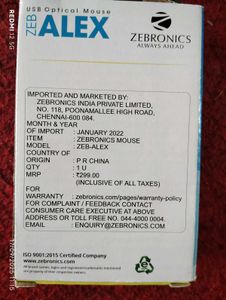 USB Optical Mouse
ZEB ALEX
ZEBRONICS
ALWAYS AHEAD
IMPORTED AND MARKETED BY:
ZEBRONICS INDIA PRIVATE LIMITED,
NO. 118, POONAMALLEE HIGH ROAD,
CHENNAI-600 084.
MONTH & YEAR
OF IMPORT : JANUARY 2022
ITEM : ZEBRONICS MOUSE
MODEL : ZEB-ALEX
COUNTRY OF
ORIGIN : P R CHINA
QTY : 1 U
MRP : ₹299.00
(INCLUSIVE OF ALL TAXES)
FOR
WARRANTY : zebronics.com/pages/warranty-policy
FOR COMPLAINT / FEEDBACK CONTACT
CONSUMER CARE EXECUTIVE AT ABOVE
ADDRESS OR TOLL FREE NO. 044-4000 0004.
EMAIL : ENQUIRY@ZEBRONICS.COM
ISO 9001:2015 Certified Company
www.zebronics.com